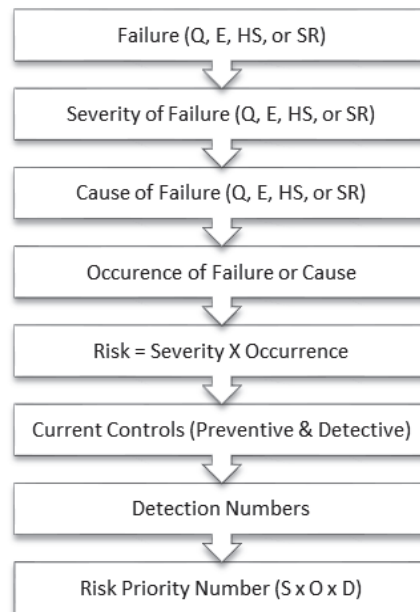 Failure (Q, E, HS, or SR)
Severity of Failure (Q, E, HS, or SR)
Cause of Failure (Q, E, HS, or SR)
Occurence of Failure or Cause
Risk = Severity X Occurrence
Current Controls (Preventive & Detective)
Detection Numbers
Risk Priority Number (S x O x D)